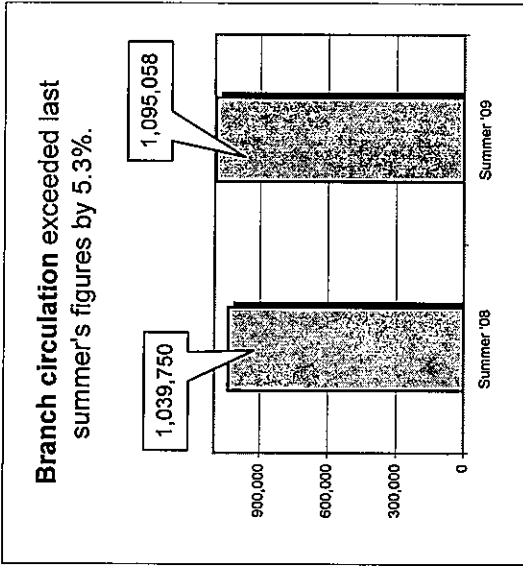 Branch circulation exceeded last
summer's figures by 5.3%.
1,039,750
1,095,058
900,000
600,000
300,000
0
Summer '08
Summer '09